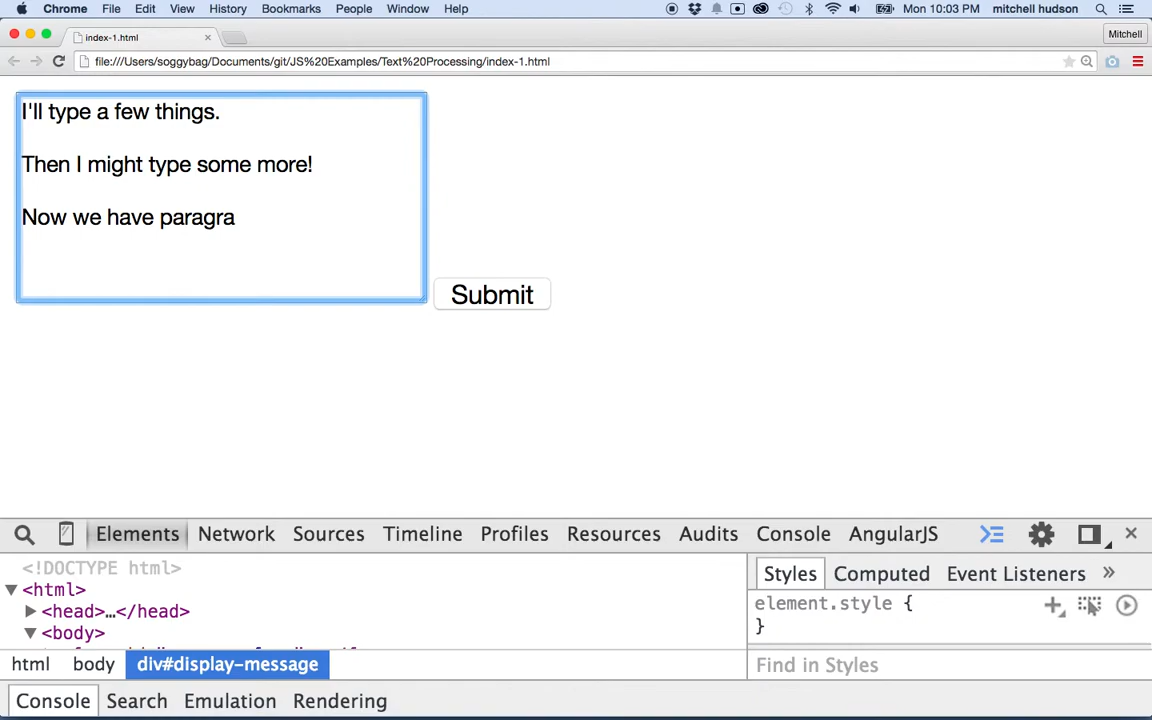 Chrome File Edit View History Bookmarks People Window Help Mon 10:03 PM mitchell hudson
index-1.html Mitchell
file:///Users/soggybag/Documents/git/JS%20Examples/Text%20Processing/index-1.html
I'll type a few things.
Then I might type some more!
Now we have paragra
Submit
Elements Network Sources Timeline Profiles Resources Audits Console AngularJS
<!DOCTYPE html>
<html>
<head>…</head>
<body>
html body div#display-message
Styles Computed Event Listeners »
element.style {
}
Find in Styles
Console Search Emulation Rendering